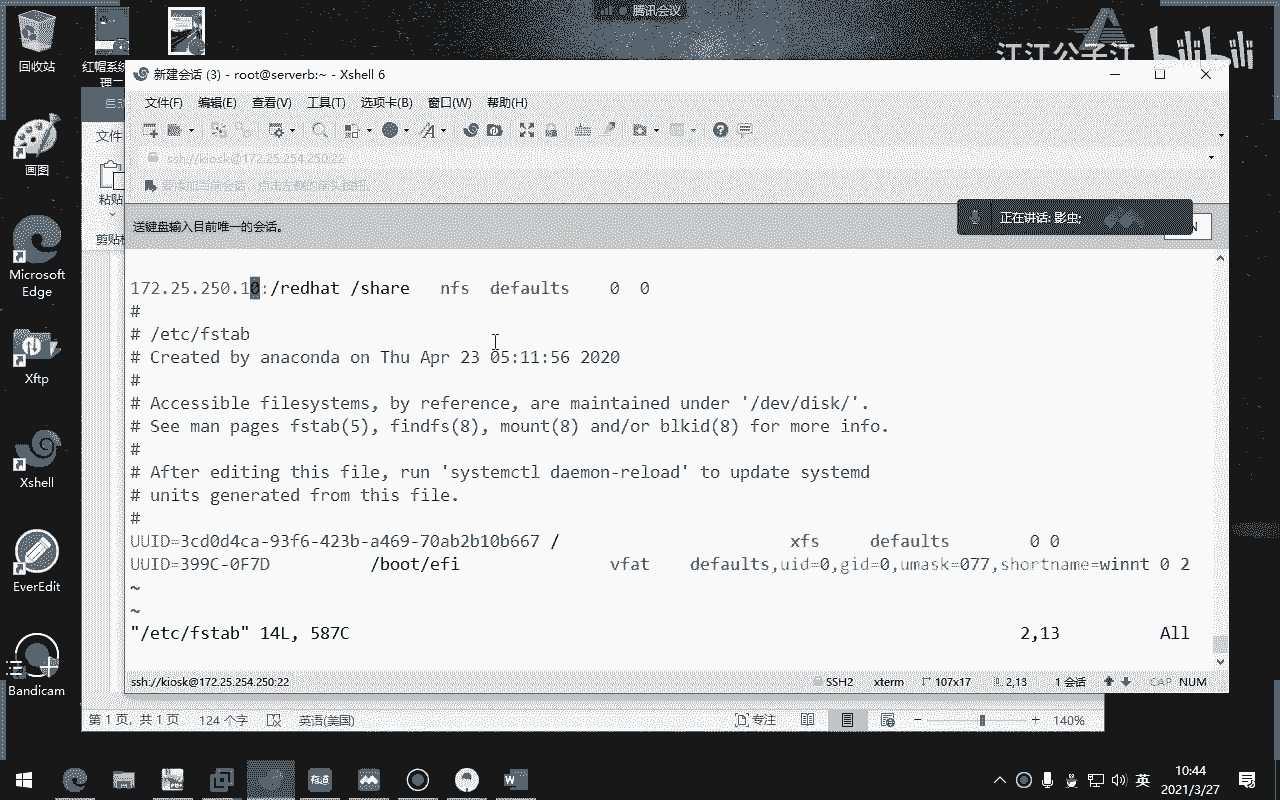 腾讯会议
江江公子江 bilibili
回收站
红帽系统
理一
新建会话 (3) - root@serverb:~ - Xshell 6
文件(F) 编辑(E) 查看(V) 工具(T) 选项卡(B) 窗口(W) 帮助(H)
ssh://kiosk@172.25.254.250:22
要添加当前会话，点击左侧的箭头按钮。
文件
粘贴
剪贴板
送键盘输入目前唯一的会话。
正在讲话: 影虫;
画图
Microsoft
Edge
Xftp
Xshell
EverEdit
Bandicam
172.25.250.10:/redhat /share nfs defaults 0 0
#
# /etc/fstab
# Created by anaconda on Thu Apr 23 05:11:56 2020
#
# Accessible filesystems, by reference, are maintained under '/dev/disk/'.
# See man pages fstab(5), findfs(8), mount(8) and/or blkid(8) for more info.
#
# After editing this file, run 'systemctl daemon-reload' to update systemd
# units generated from this file.
#
UUID=3cd0d4ca-93f6-423b-a469-70ab2b10b667 / xfs defaults 0 0
UUID=399C-0F7D /boot/efi vfat defaults,uid=0,gid=0,umask=077,shortname=winnt 0 2
~
~
"/etc/fstab" 14L, 587C 2,13 All
ssh://kiosk@172.25.254.250:22 SSH2 xterm 107x17 2,13 1 会话 CAP NUM
第 1 页，共 1 页 124 个字 英语(美国) 专注 140%
英 10:44
2021/3/27